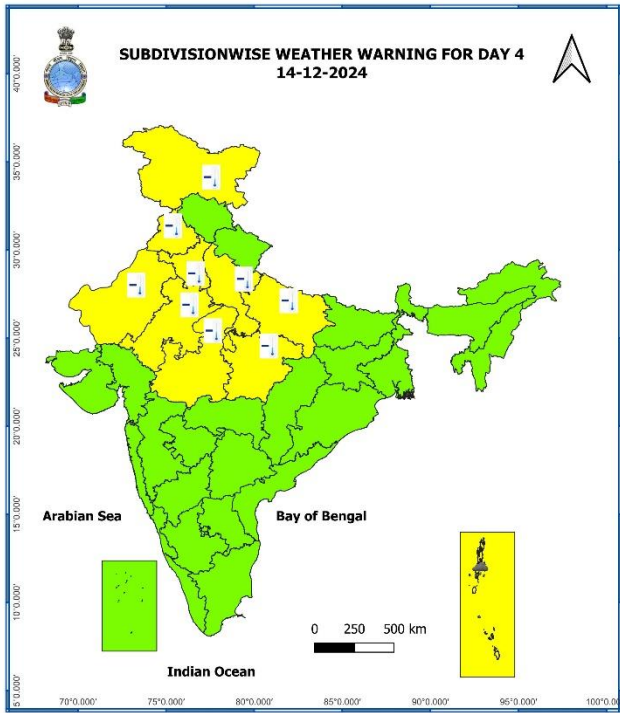 SUBDIVISIONWISE WEATHER WARNING FOR DAY 4
14-12-2024
40°0.000'
35°0.000'
30°0.000'
25°0.000'
20°0.000'
15°0.000'
10°0.000'
5°0.000'
Arabian Sea
Bay of Bengal
0 250 500 km
Indian Ocean
70°0.000' 75°0.000' 80°0.000' 85°0.000' 90°0.000' 95°0.000' 100°0.0